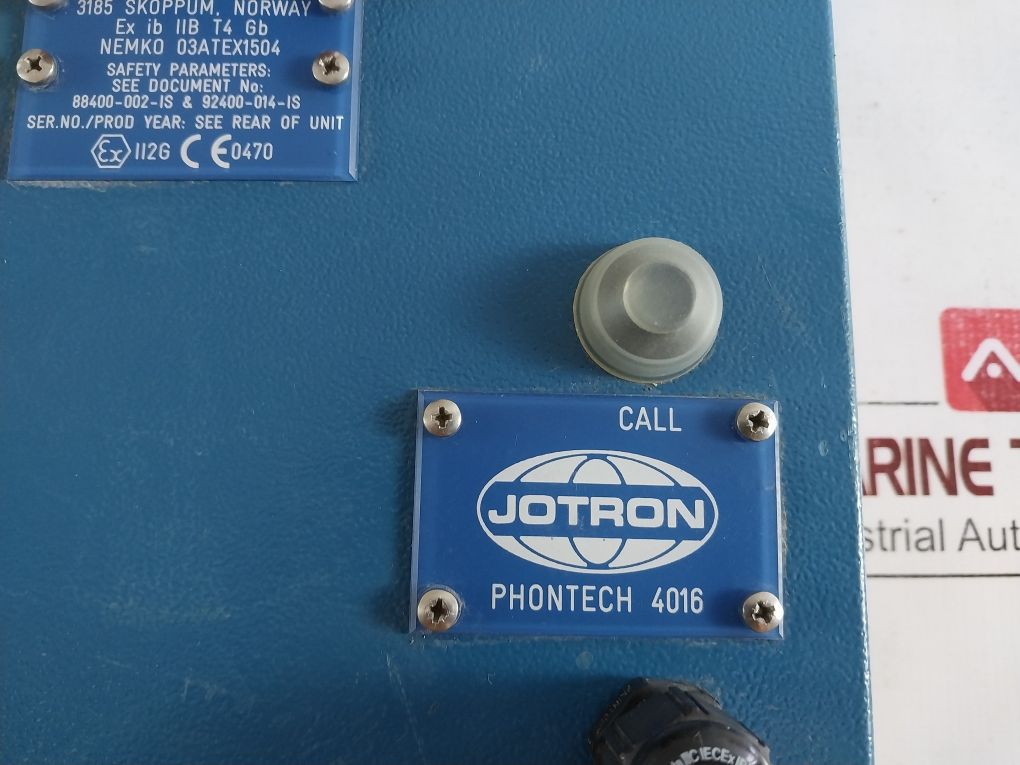 3185 SKOPPUM, NORWAY
Ex ib IIB T4 Gb
NEMKO 03ATEX1504
SAFETY PARAMETERS:
SEE DOCUMENT No:
88400-002-IS & 92400-014-IS
SER.NO./PROD YEAR: SEE REAR OF UNIT
Ex II2G CE0470
CALL
JOTRON
PHONTECH 4016
ARINE T
strial Aut
IECEx